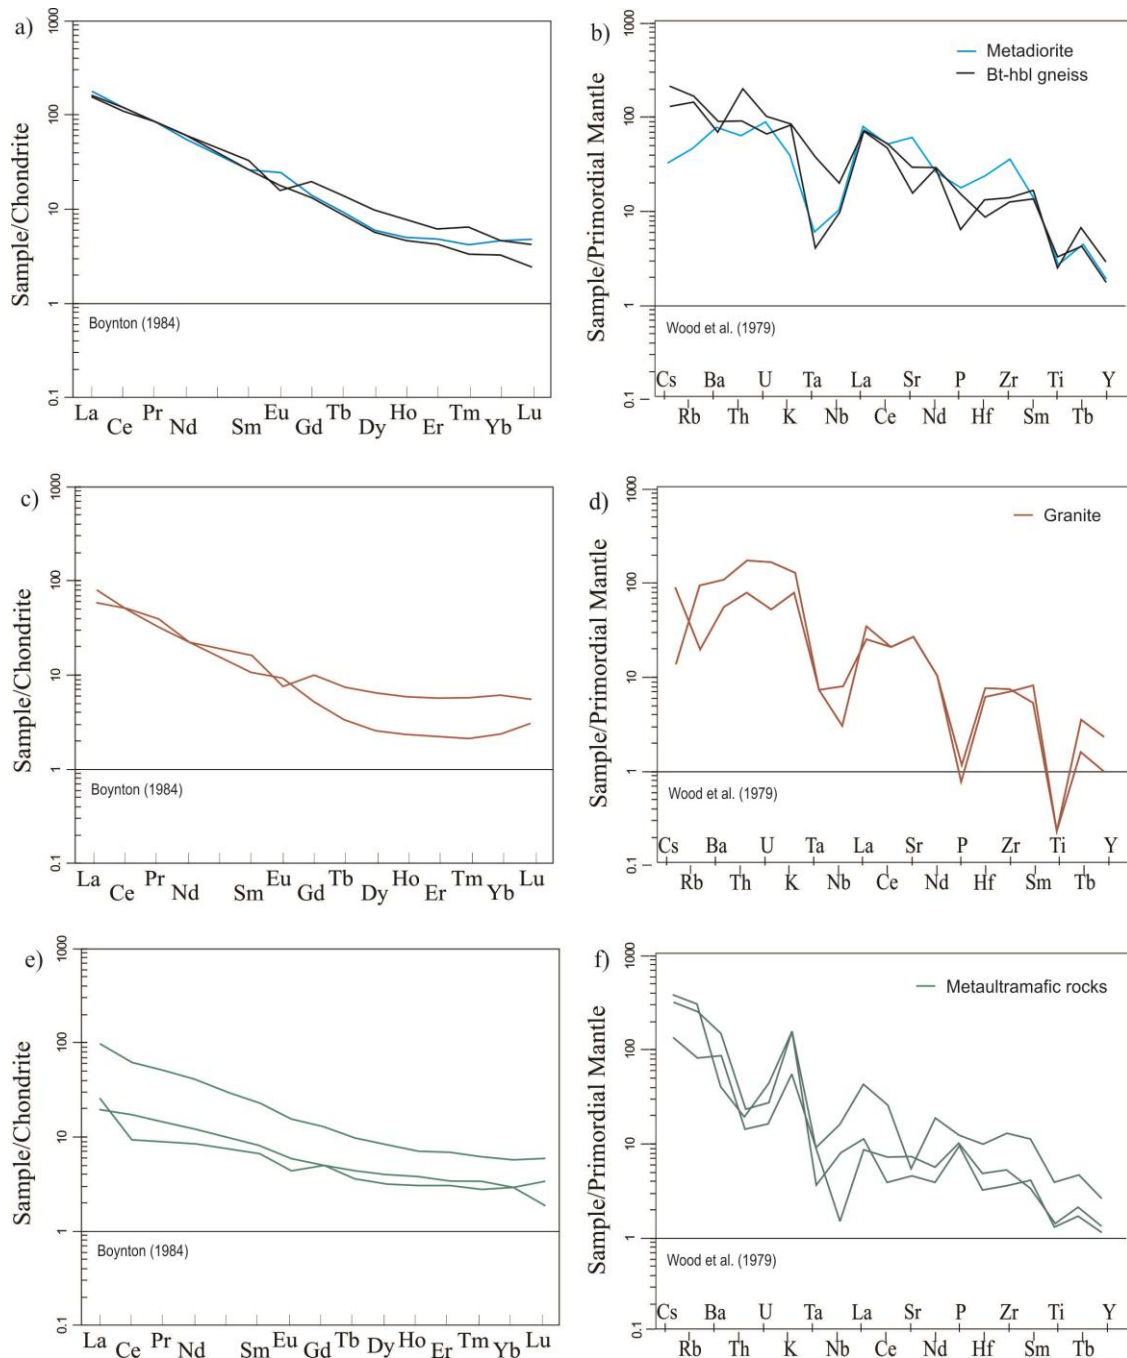 a)
Sample/Chondrite
1000
100
10
1
0.1
Boynton (1984)
La Ce Pr Nd Sm Eu Gd Tb Dy Ho Er Tm Yb Lu
b)
Sample/Primordial Mantle
1000
100
10
1
0.1
Metadiorite
Bt-hbl gneiss
Wood et al. (1979)
Cs Ba U Ta La Sr P Zr Ti Y
Rb Th K Nb Ce Nd Hf Sm Tb
c)
Sample/Chondrite
1000
100
10
1
0.1
Boynton (1984)
La Ce Pr Nd Sm Eu Gd Tb Dy Ho Er Tm Yb Lu
d)
Sample/Primordial Mantle
1000
100
10
1
0.1
Granite
Wood et al. (1979)
Cs Ba U Ta La Sr P Zr Ti Y
Rb Th K Nb Ce Nd Hf Sm Tb
e)
Sample/Chondrite
1000
100
10
1
0.1
Boynton (1984)
La Ce Pr Nd Sm Eu Gd Tb Dy Ho Er Tm Yb Lu
f)
Sample/Primordial Mantle
1000
100
10
1
0.1
Metaultramafic rocks
Wood et al. (1979)
Cs Ba U Ta La Sr P Zr Ti Y
Rb Th K Nb Ce Nd Hf Sm Tb